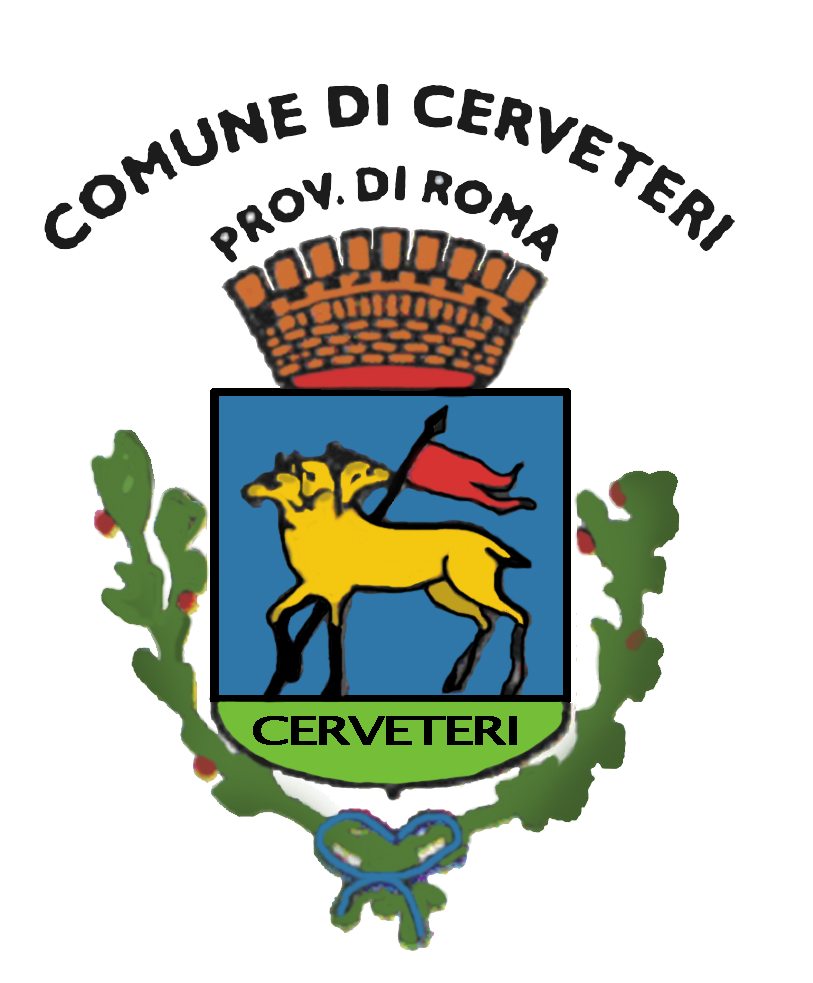 COMUNE DI CERVETERI
PROV. DI ROMA
CERVETERI